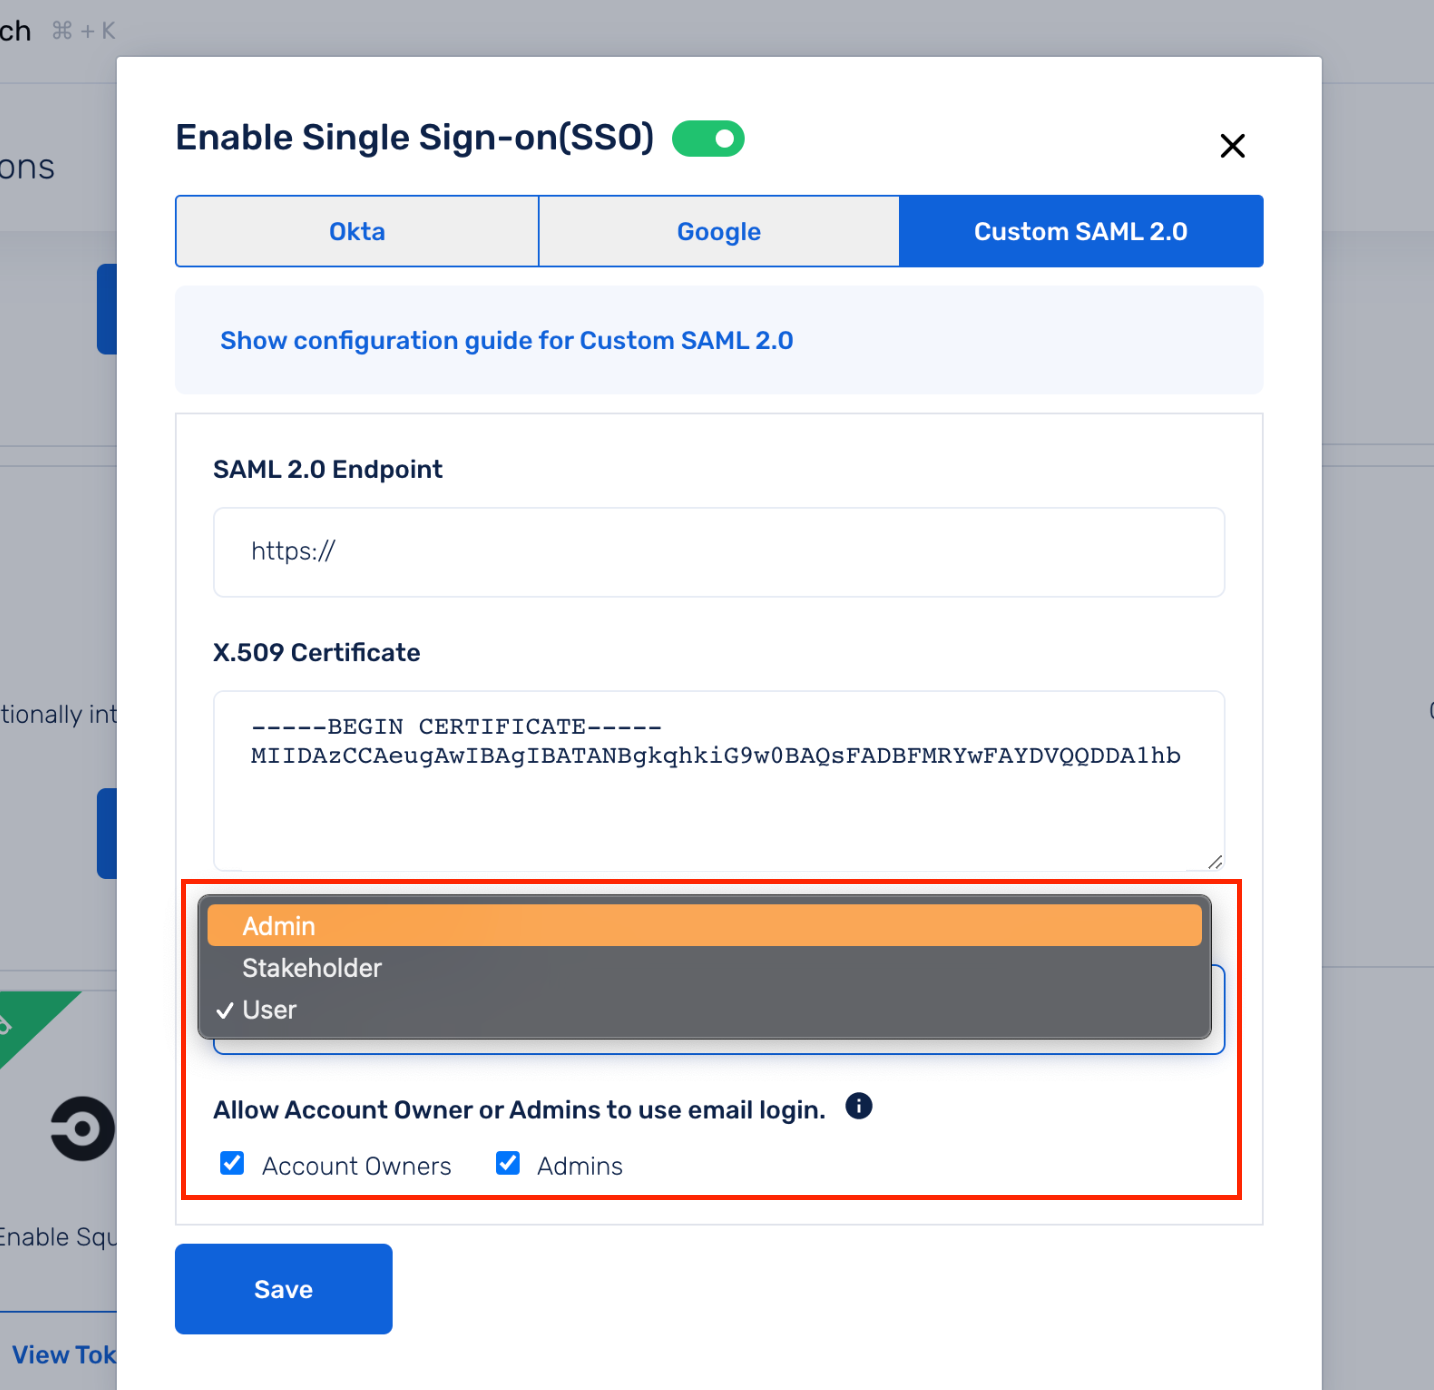 ch ⌘ + K
Enable Single Sign-on(SSO)
ons
Okta Google Custom SAML 2.0
Show configuration guide for Custom SAML 2.0
SAML 2.0 Endpoint
https://
X.509 Certificate
tionally int
-----BEGIN CERTIFICATE-----
MIIDAzCCAeugAwIBAgIBATANBgkqhkiG9w0BAQsFADBFMRYwFAYDVQQDDA1hb
Admin
Stakeholder
✓ User
Allow Account Owner or Admins to use email login.
Account Owners Admins
Enable Squ
Save
View Tok